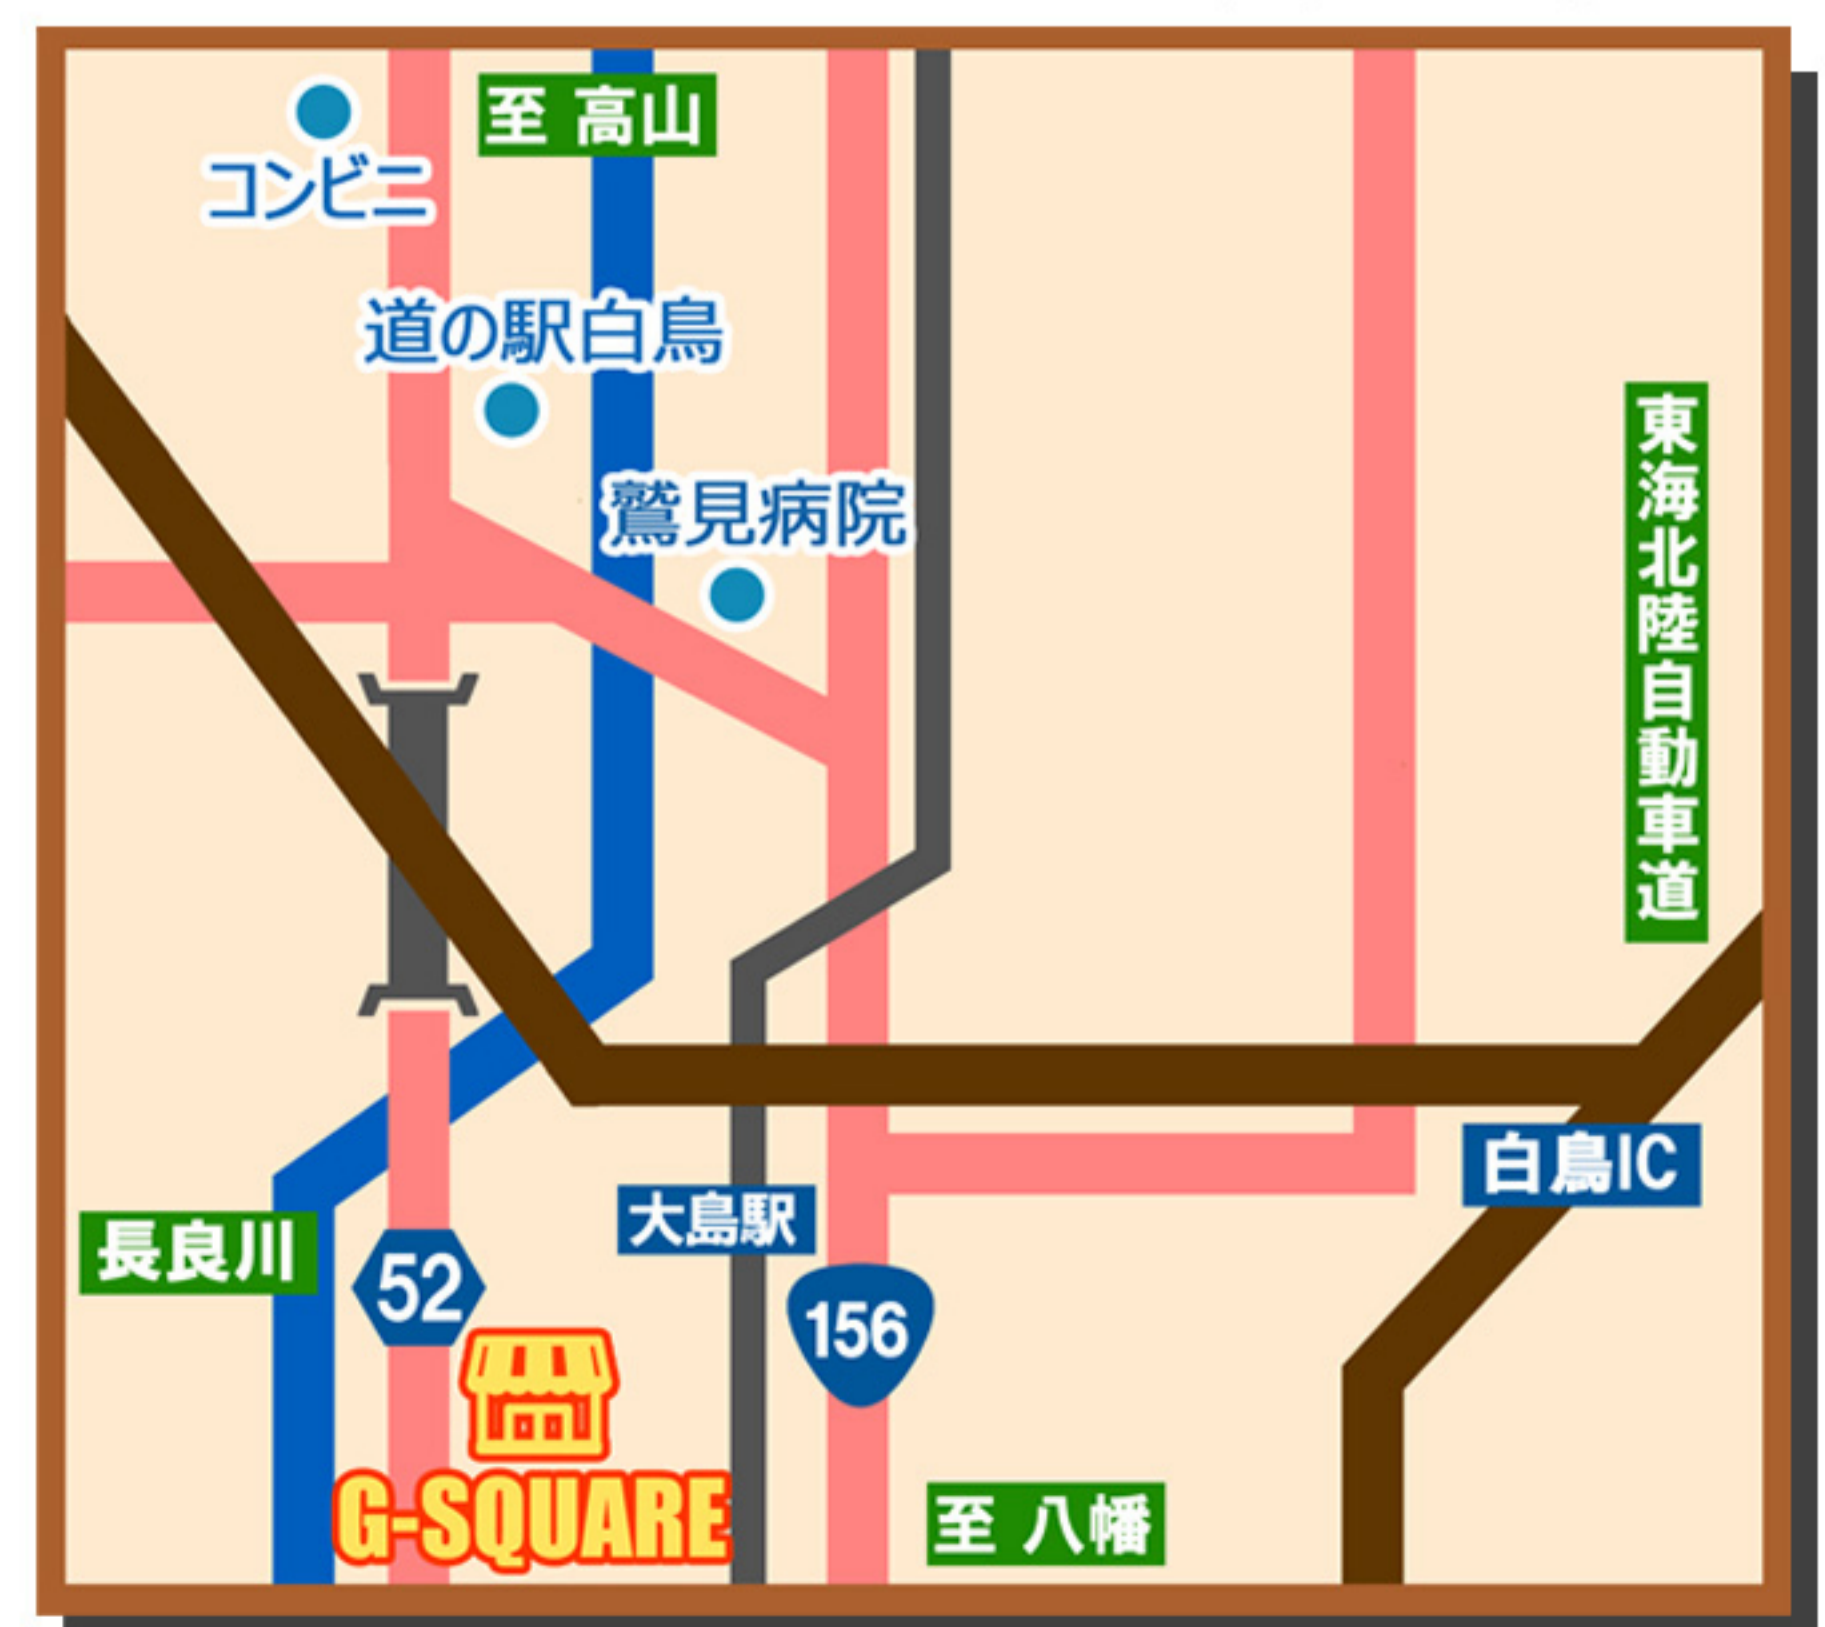 至 高山
コンビニ
道の駅白鳥
鷲見病院
東海北陸自動車道
白鳥IC
大島駅
長良川
52
156
G-SQUARE
至 八幡